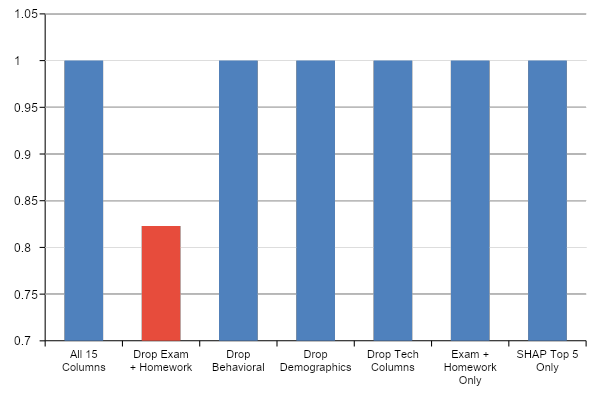 1.05
1
0.95
0.9
0.85
0.8
0.75
0.7
All 15
Columns
Drop Exam
+ Homework
Drop
Behavioral
Drop
Demographics
Drop Tech
Columns
Exam +
Homework
Only
SHAP Top 5
Only